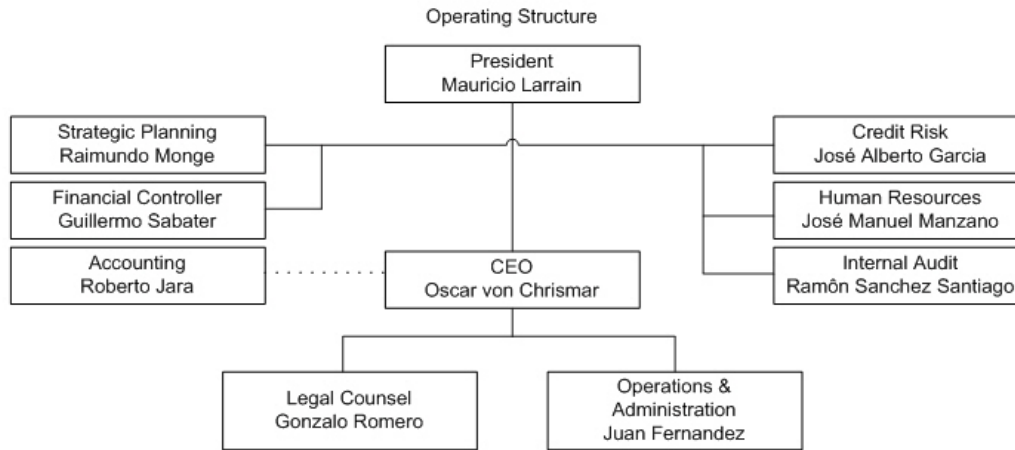 Operating Structure
President
Mauricio Larrain
Strategic Planning
Raimundo Monge
Credit Risk
José Alberto Garcia
Financial Controller
Guillermo Sabater
Human Resources
José Manuel Manzano
Accounting
Roberto Jara
CEO
Oscar von Chrismar
Internal Audit
Ramôn Sanchez Santiago
Legal Counsel
Gonzalo Romero
Operations &
Administration
Juan Fernandez